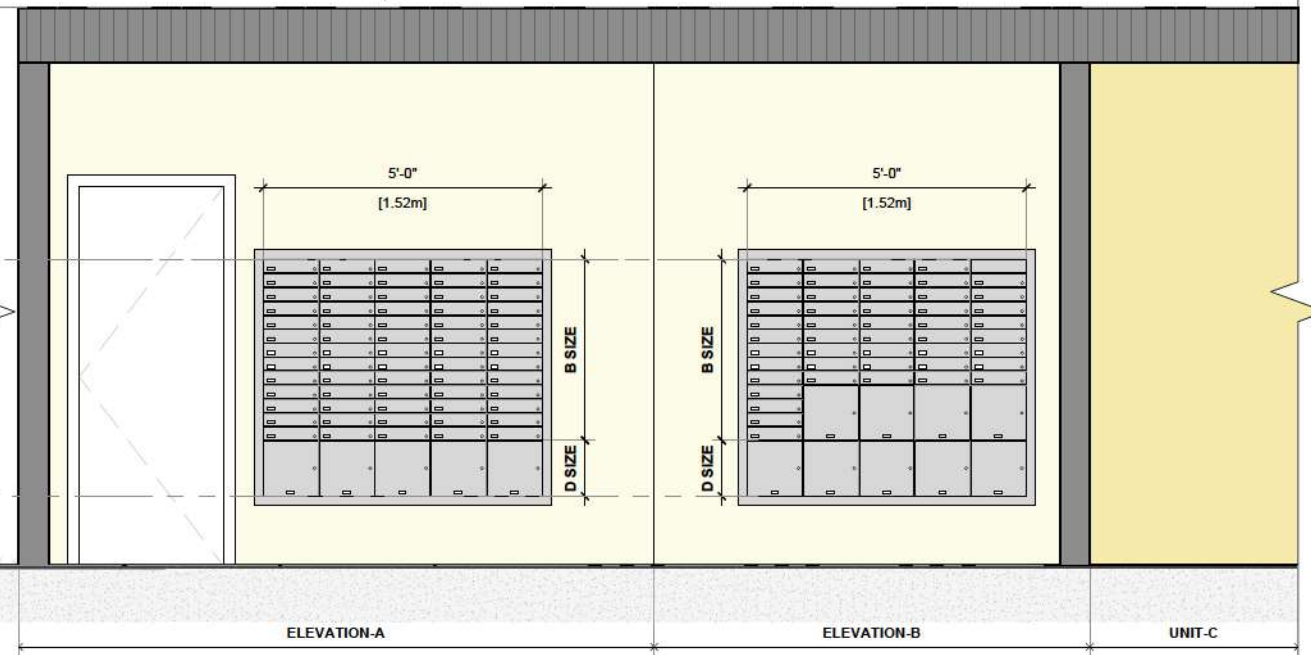 5'-0"
[1.52m]
5'-0"
[1.52m]
B SIZE
D SIZE
B SIZE
D SIZE
ELEVATION-A
ELEVATION-B
UNIT-C